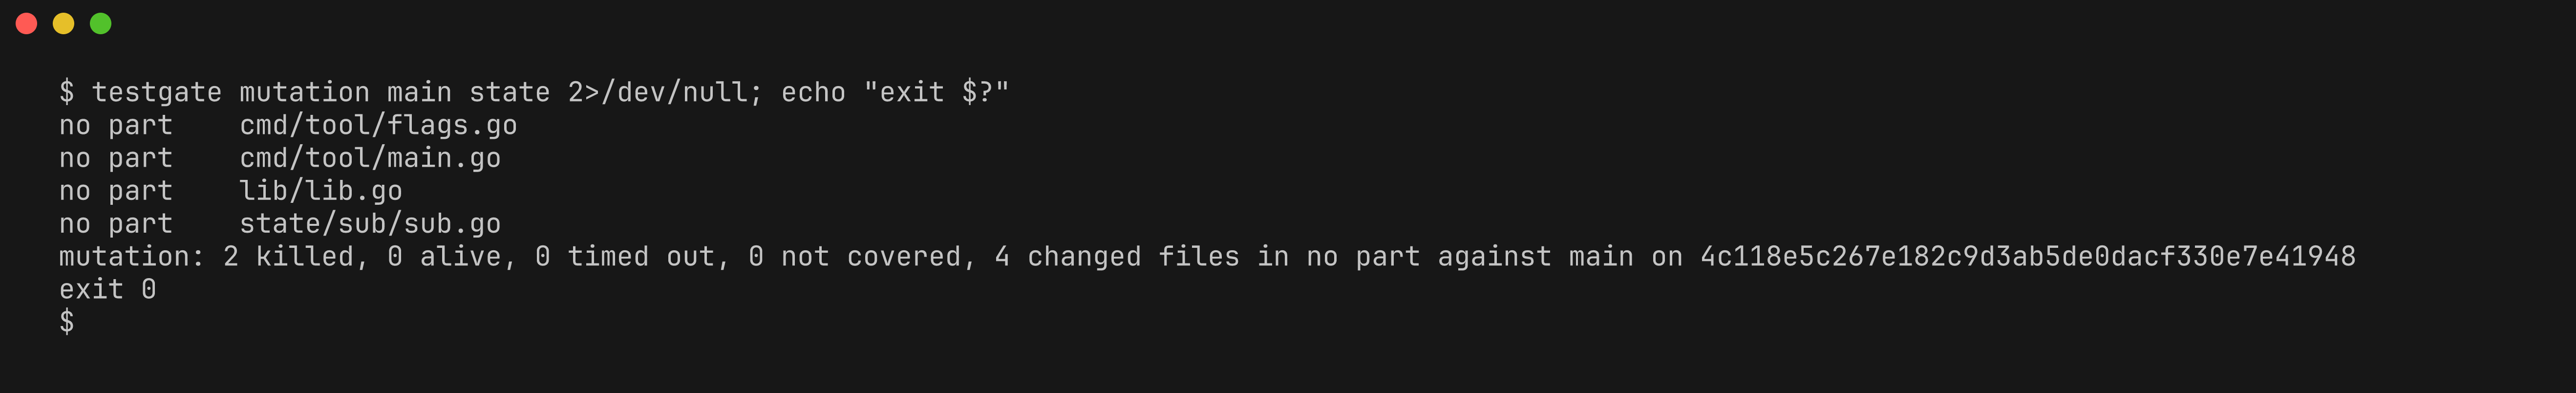 $ testgate mutation main state 2>/dev/null; echo "exit $?"
no part    cmd/tool/flags.go
no part    cmd/tool/main.go
no part    lib/lib.go
no part    state/sub/sub.go
mutation: 2 killed, 0 alive, 0 timed out, 0 not covered, 4 changed files in no part against main on 4c118e5c267e182c9d3ab5de0dacf330e7e41948
exit 0
$